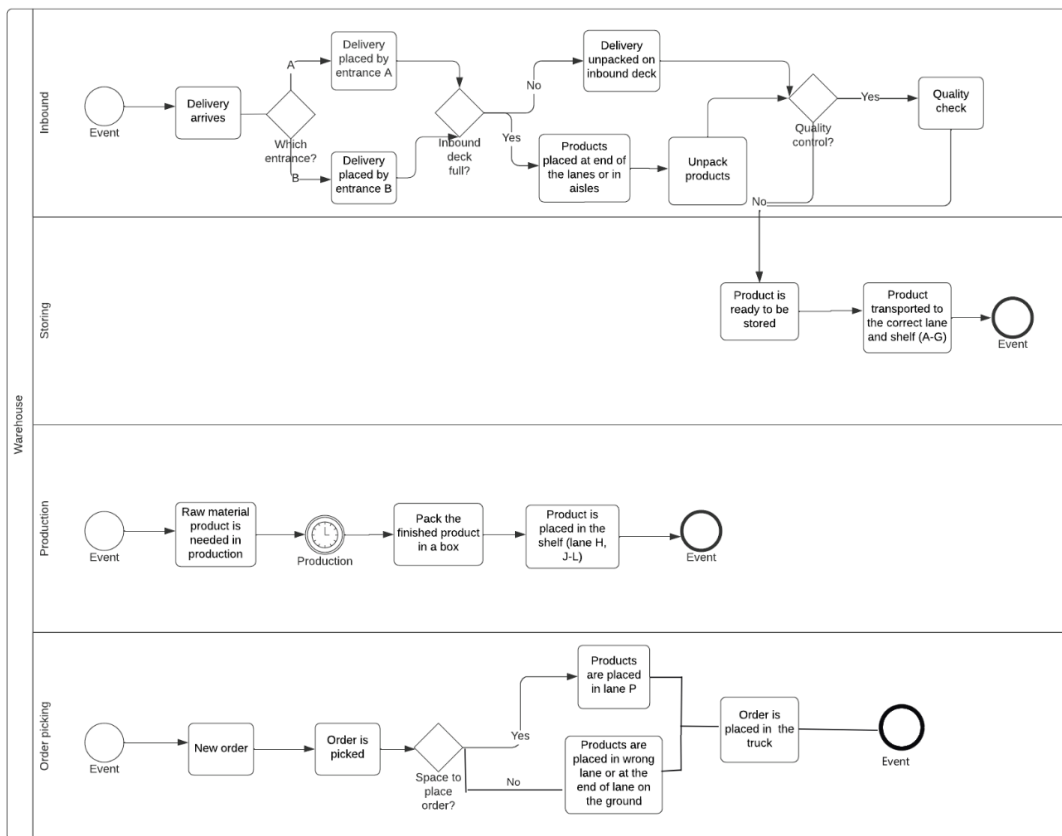 Warehouse
Inbound
Event
Delivery
arrives
Which
entrance?
A
B
Delivery
placed by
entrance A
Delivery
placed by
entrance B
Inbound
deck
full?
No
Yes
Delivery
unpacked on
inbound deck
Products
placed at end of
the lanes or in
aisles
Unpack
products
Quality
control?
Yes
No
Quality
check
Storing
Product is
ready to be
stored
Product
transported to
the correct lane
and shelf (A-G)
Event
Production
Event
Raw material
product is
needed in
production
Production
Pack the
finished product
in a box
Product is
placed in the
shelf (lane H,
J-L)
Event
Order picking
Event
New order
Order is
picked
Space to
place
order?
Yes
No
Products
are placed
in lane P
Products are
placed in wrong
lane or at the
end of lane on
the ground
Order is
placed in the
truck
Event